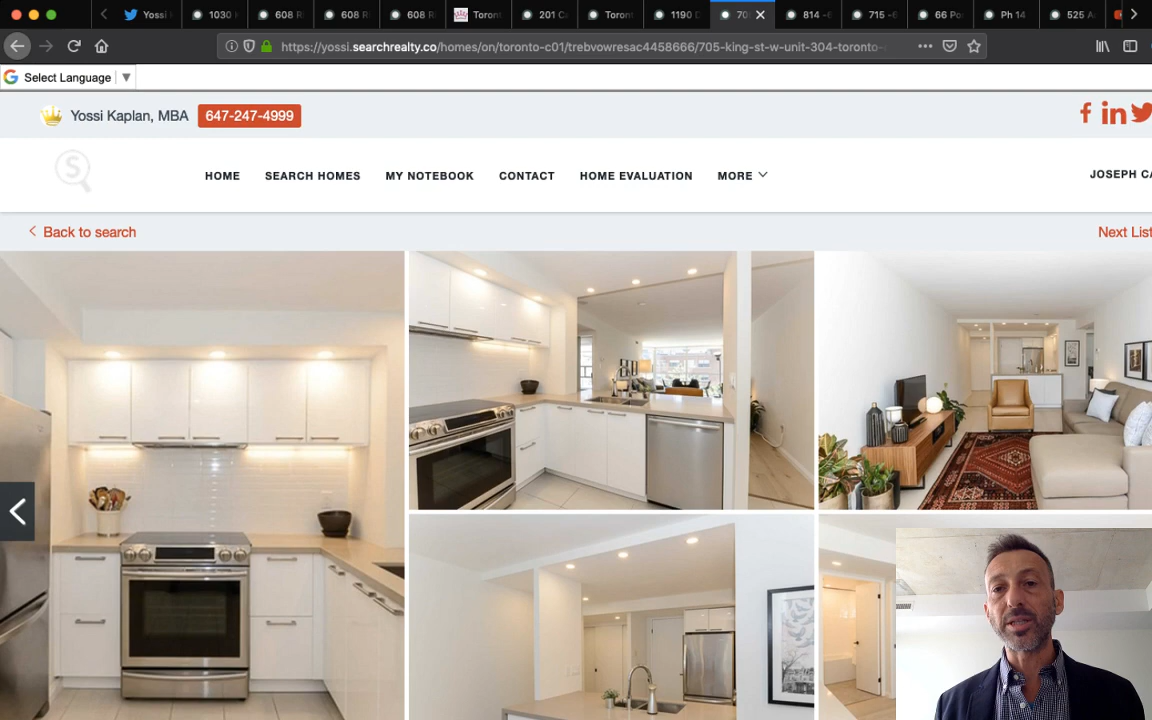 Yossi
1030
608 R
608 R
608 R
Toront
201 C
Toront
1190
70
814 -
715 -
66 Po
Ph 14
525 A
https://yossi.searchrealty.co/homes/on/toronto-c01/trebvowresac4458666/705-king-st-w-unit-304-toronto-
G Select Language ▼
Yossi Kaplan, MBA 647-247-4999
S
HOME SEARCH HOMES MY NOTEBOOK CONTACT HOME EVALUATION MORE JOSEPH CA
Back to search Next List